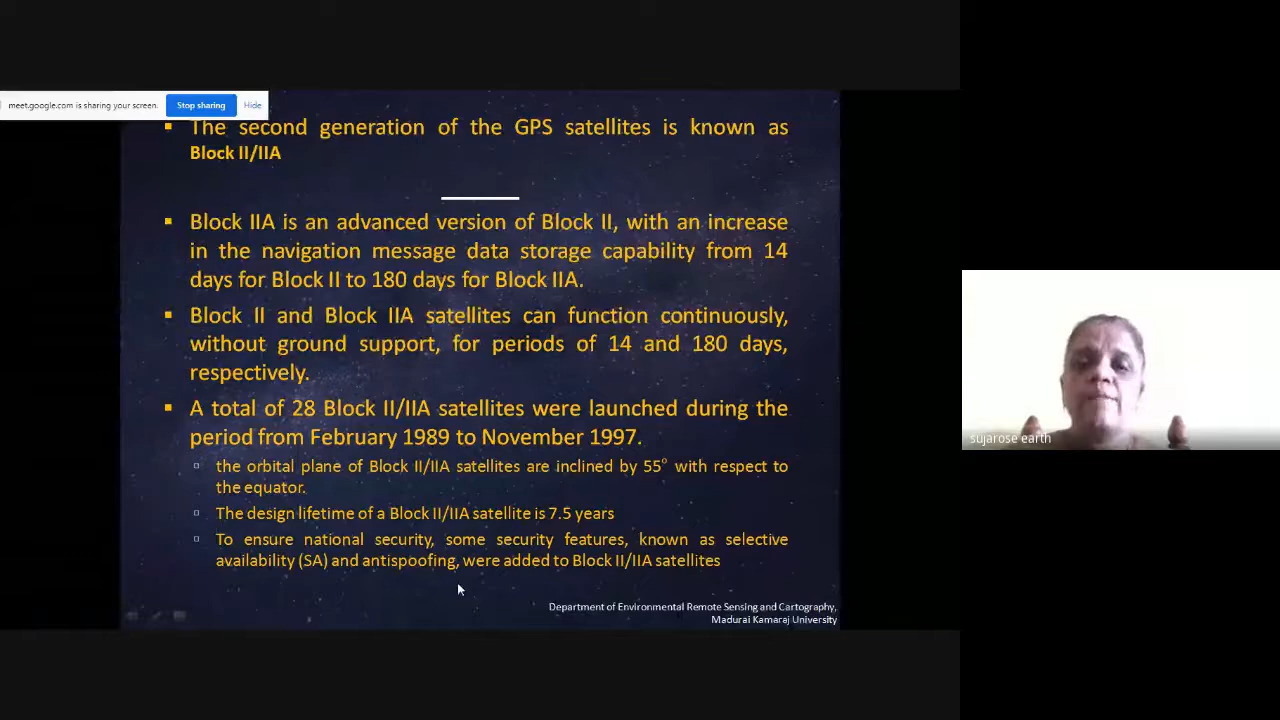 meet.google.com is sharing your screen.
Stop sharing
Hide
▪ The second generation of the GPS satellites is known as
Block II/IIA
▪ Block IIA is an advanced version of Block II, with an increase
in the navigation message data storage capability from 14
days for Block II to 180 days for Block IIA.
▪ Block II and Block IIA satellites can function continuously,
without ground support, for periods of 14 and 180 days,
respectively.
▪ A total of 28 Block II/IIA satellites were launched during the
period from February 1989 to November 1997.
▫ the orbital plane of Block II/IIA satellites are inclined by 55° with respect to
the equator.
▫ The design lifetime of a Block II/IIA satellite is 7.5 years
▫ To ensure national security, some security features, known as selective
availability (SA) and antispoofing, were added to Block II/IIA satellites
Department of Environmental Remote Sensing and Cartography,
Madurai Kamaraj University
sujarose earth